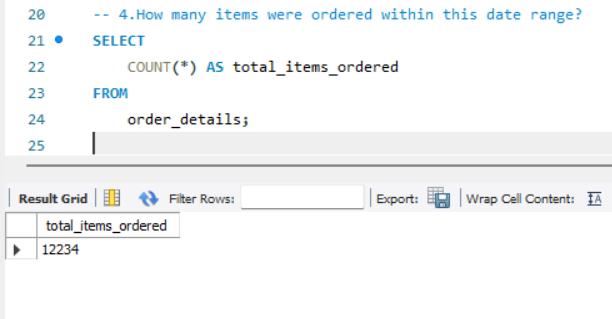 20 -- 4.How many items were ordered within this date range?
21 SELECT
22 COUNT(*) AS total_items_ordered
23 FROM
24 order_details;
25
Result Grid Filter Rows: Export: Wrap Cell Content: IA
total_items_ordered
12234